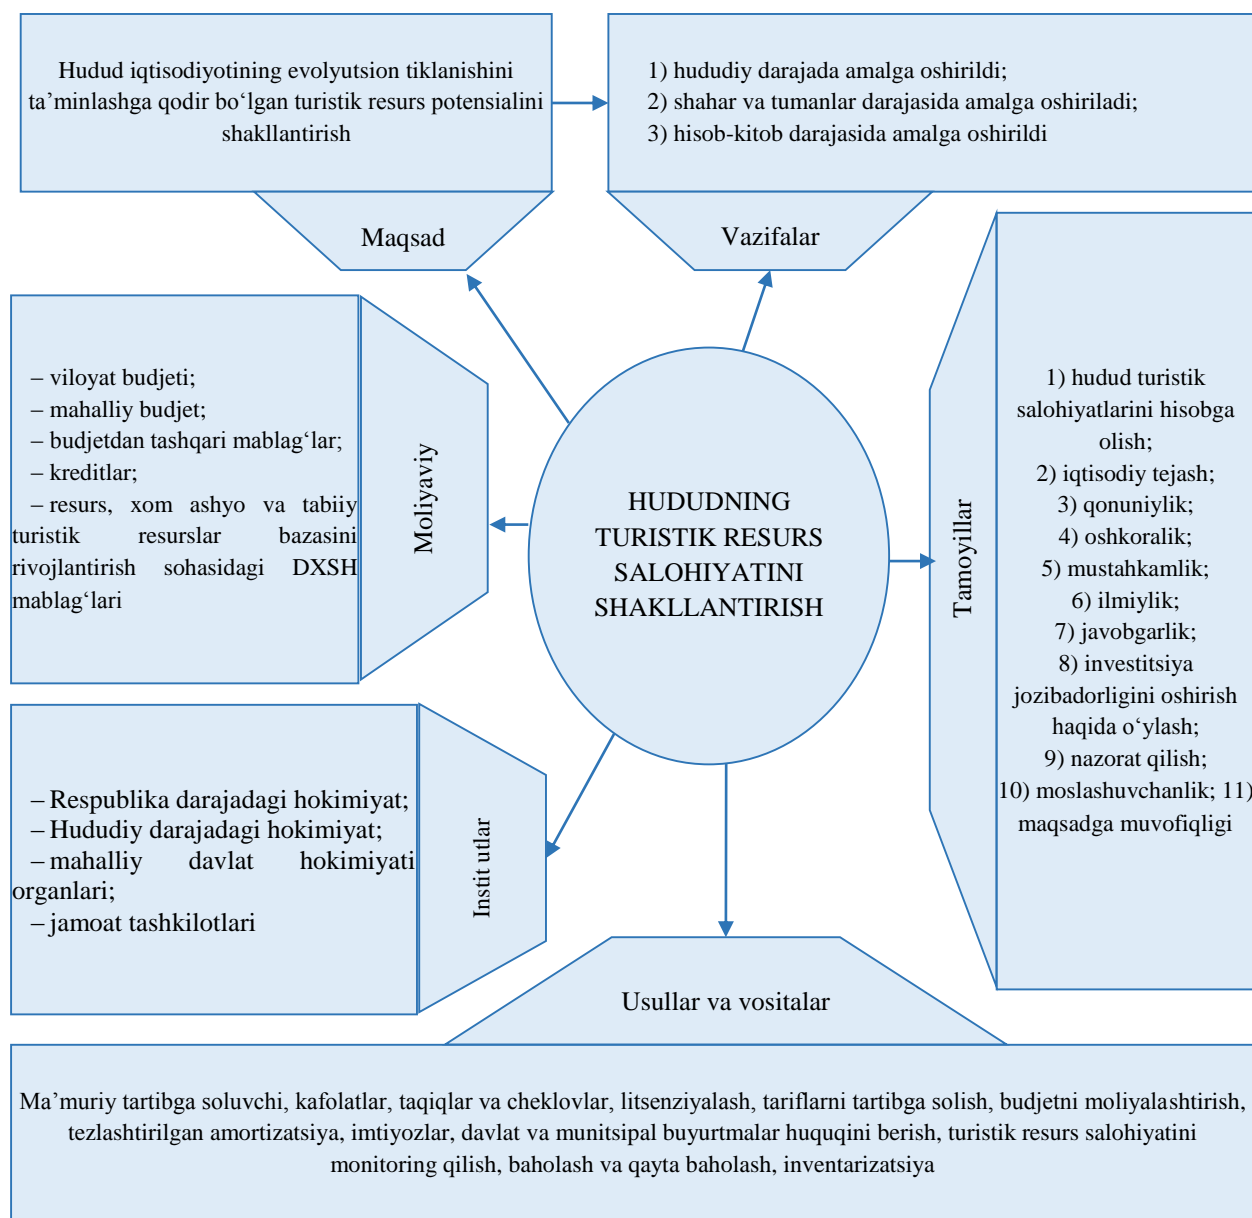 Hudud iqtisodiyotining evolyutsion tiklanishini
ta’minlashga qodir bo‘lgan turistik resurs potensialini
shakllantirish
1) hududiy darajada amalga oshirildi;
2) shahar va tumanlar darajasida amalga oshiriladi;
3) hisob-kitob darajasida amalga oshirildi
Maqsad
Vazifalar
– viloyat budjeti;
– mahalliy budjet;
– budjetdan tashqari mablag‘lar;
– kreditlar;
– resurs, xom ashyo va tabiiy
turistik resurslar bazasini
rivojlantirish sohasidagi DXSH
mablag‘lari
Moliyaviy
HUDUDNING
TURISTIK RESURS
SALOHIYATINI
SHAKLLANTIRISH
Tamoyillar
1) hudud turistik
salohiyatlarini hisobga
olish;
2) iqtisodiy tejash;
3) qonuniylik;
4) oshkoralik;
5) mustahkamlik;
6) ilmiylik;
7) javobgarlik;
8) investitsiya
jozibadorligini oshirish
haqida o‘ylash;
9) nazorat qilish;
10) moslashuvchanlik; 11)
maqsadga muvofiqligi
– Respublika darajadagi hokimiyat;
– Hududiy darajadagi hokimiyat;
– mahalliy davlat hokimiyati
organlari;
– jamoat tashkilotlari
Instit utlar
Usullar va vositalar
Ma’muriy tartibga soluvchi, kafolatlar, taqiqlar va cheklovlar, litsenziyalash, tariflarni tartibga solish, budjetni moliyalashtirish,
tezlashtirilgan amortizatsiya, imtiyozlar, davlat va munitsipal buyurtmalar huquqini berish, turistik resurs salohiyatini
monitoring qilish, baholash va qayta baholash, inventarizatsiya